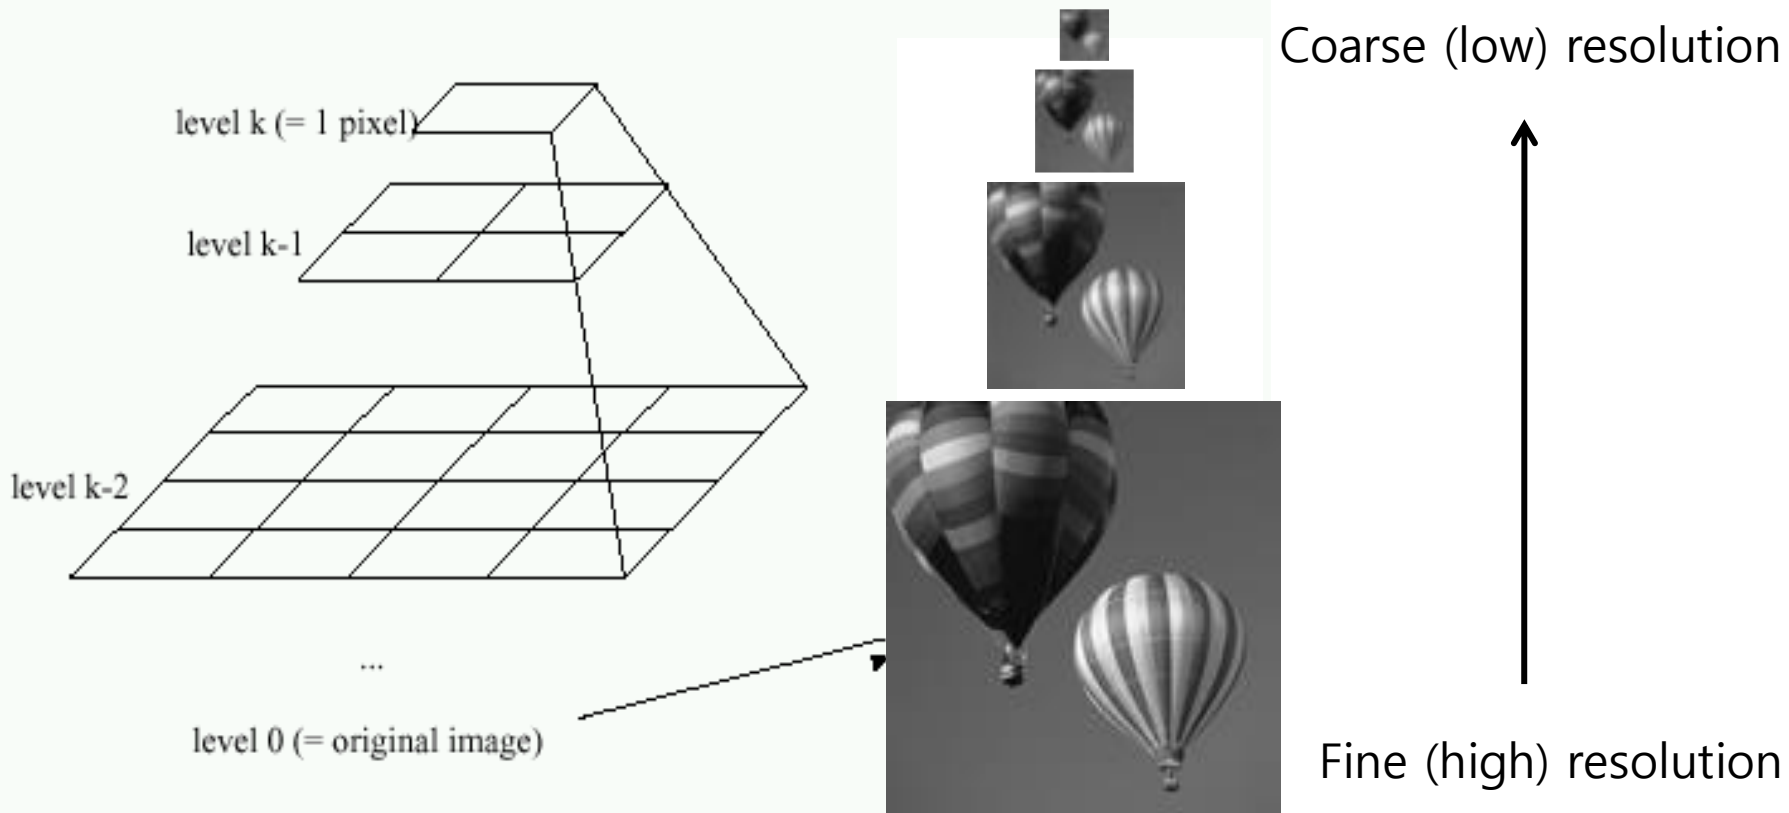 Coarse (low) resolution
level k (= 1 pixel)
level k-1
level k-2
...
level 0 (= original image)
Fine (high) resolution